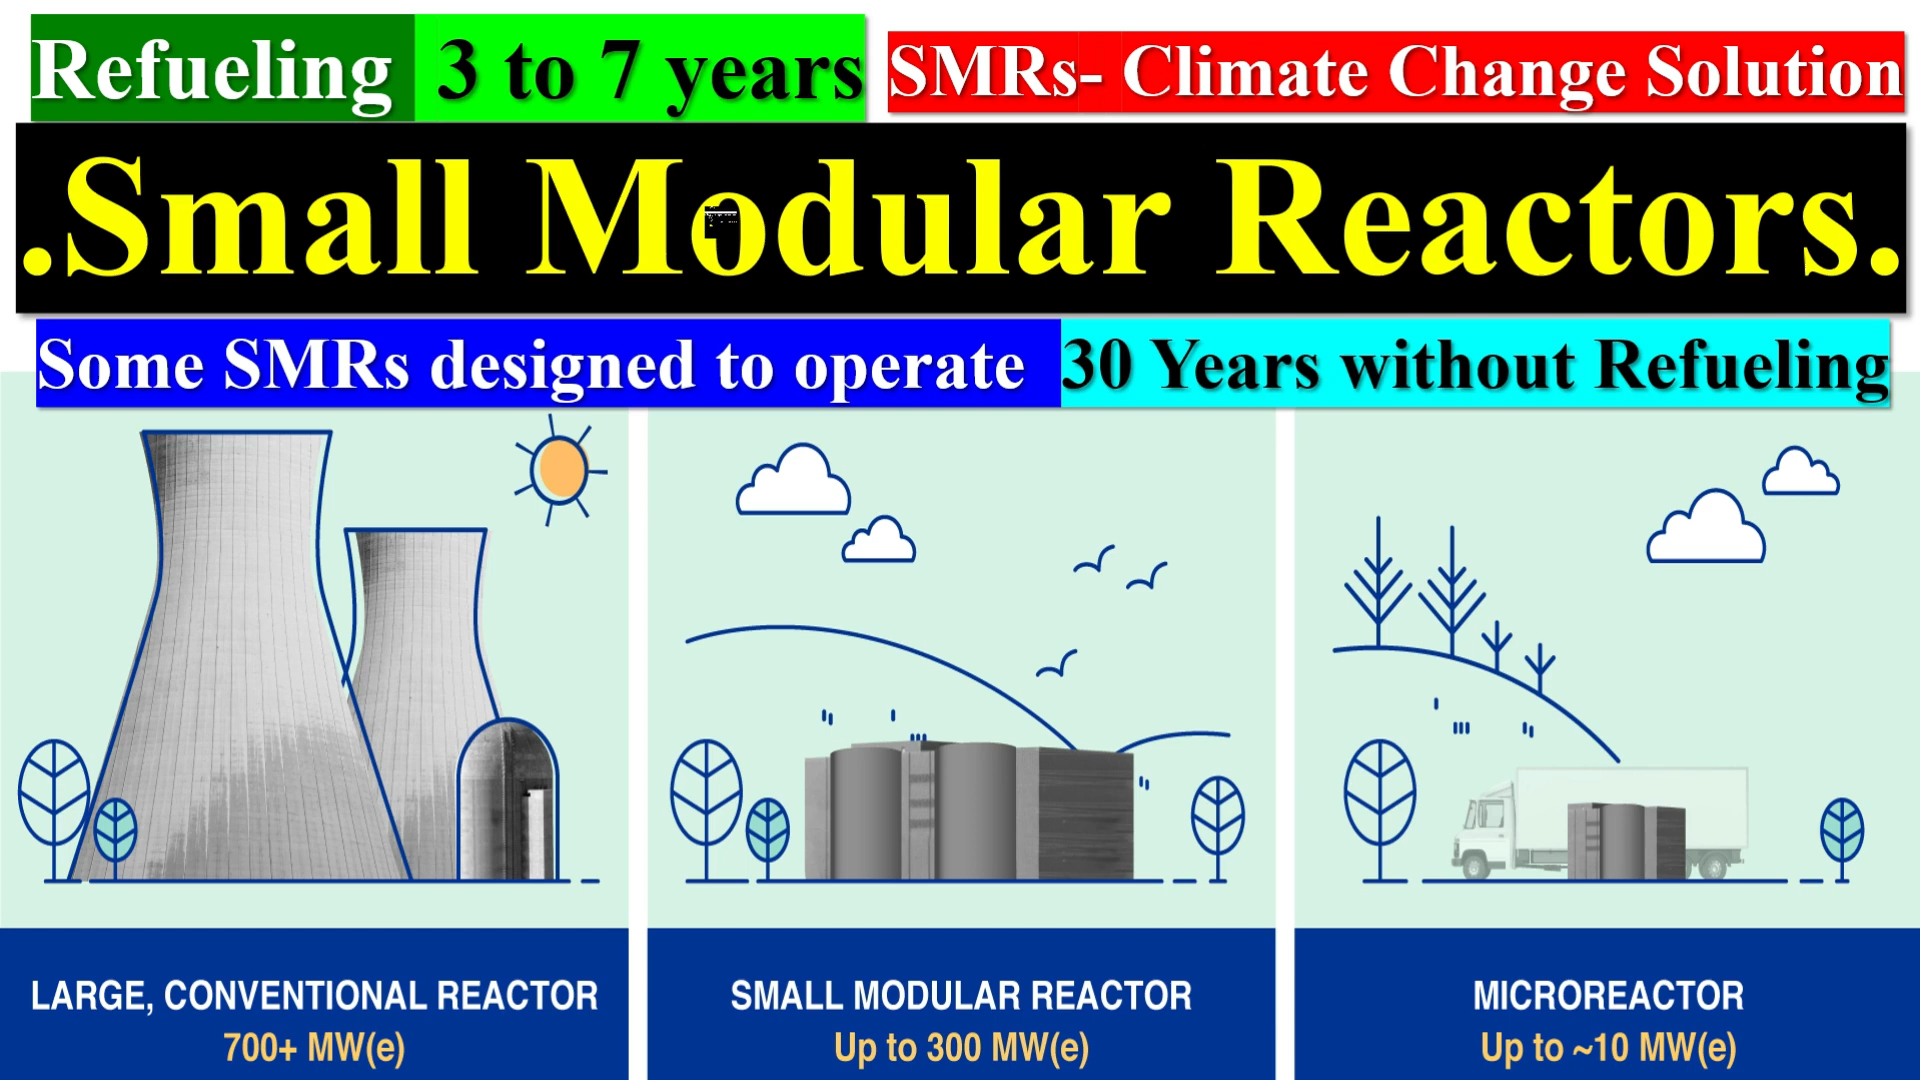 Refueling 3 to 7 years
SMRs- Climate Change Solution
.Small Modular Reactors.
Some SMRs designed to operate 30 Years without Refueling
LARGE, CONVENTIONAL REACTOR
700+ MW(e)
SMALL MODULAR REACTOR
Up to 300 MW(e)
MICROREACTOR
Up to ~10 MW(e)